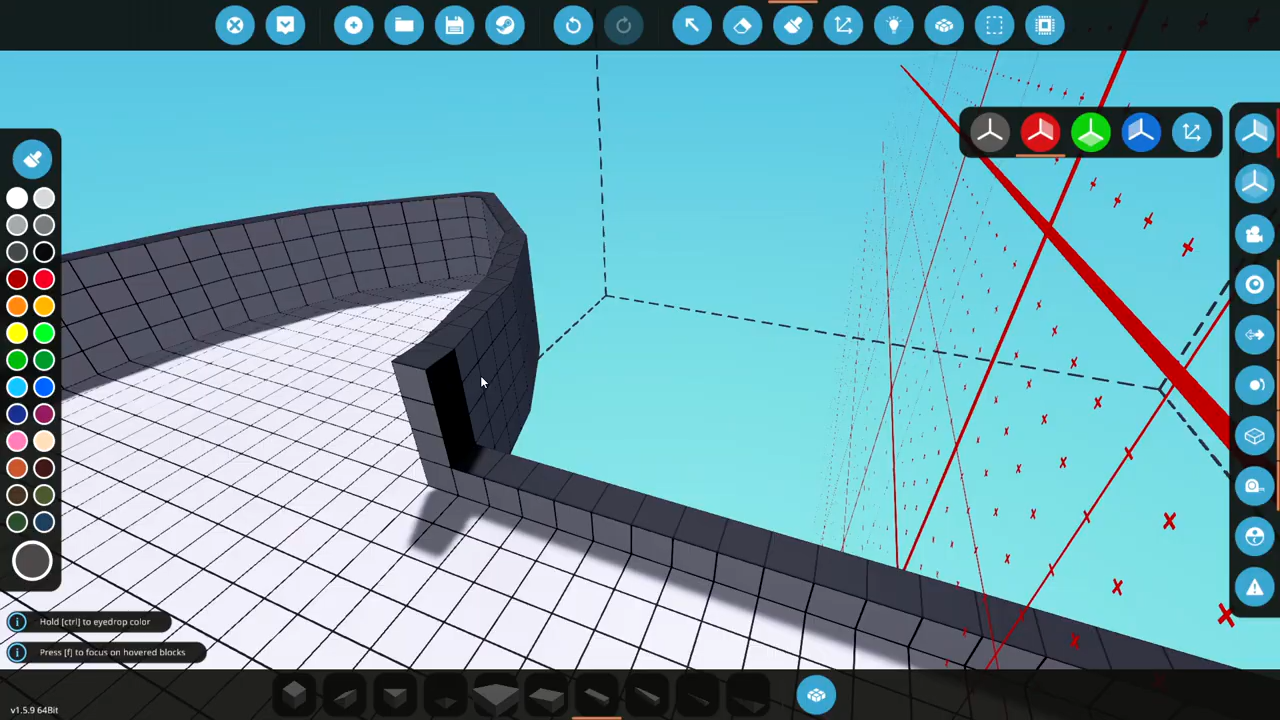 Hold [ctrl] to eyedrop color
Press [f] to focus on hovered blocks
v1.5.9 64Bit